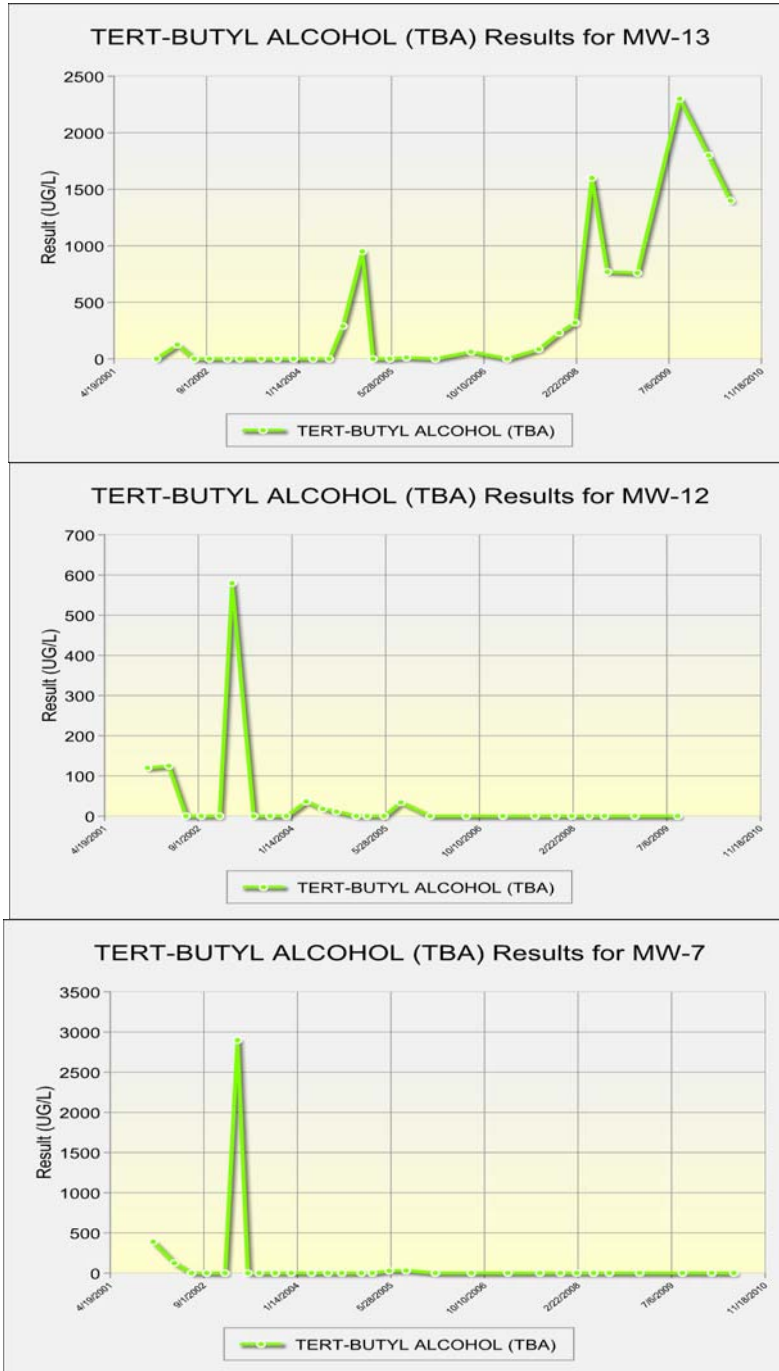 TERT-BUTYL ALCOHOL (TBA) Results for MW-13
2500
2000
1500
1000
500
0
Result (UG/L)
4/19/2001 9/1/2002 1/14/2004 5/28/2005 10/10/2006 2/22/2008 7/6/2009 11/18/2010
TERT-BUTYL ALCOHOL (TBA)
TERT-BUTYL ALCOHOL (TBA) Results for MW-12
700
600
500
400
300
200
100
0
Result (UG/L)
4/19/2001 9/1/2002 1/14/2004 5/28/2005 10/10/2006 2/22/2008 7/6/2009 11/18/2010
TERT-BUTYL ALCOHOL (TBA)
TERT-BUTYL ALCOHOL (TBA) Results for MW-7
3500
3000
2500
2000
1500
1000
500
0
Result (UG/L)
4/19/2001 9/1/2002 1/14/2004 5/28/2005 10/10/2006 2/22/2008 7/6/2009 11/18/2010
TERT-BUTYL ALCOHOL (TBA)